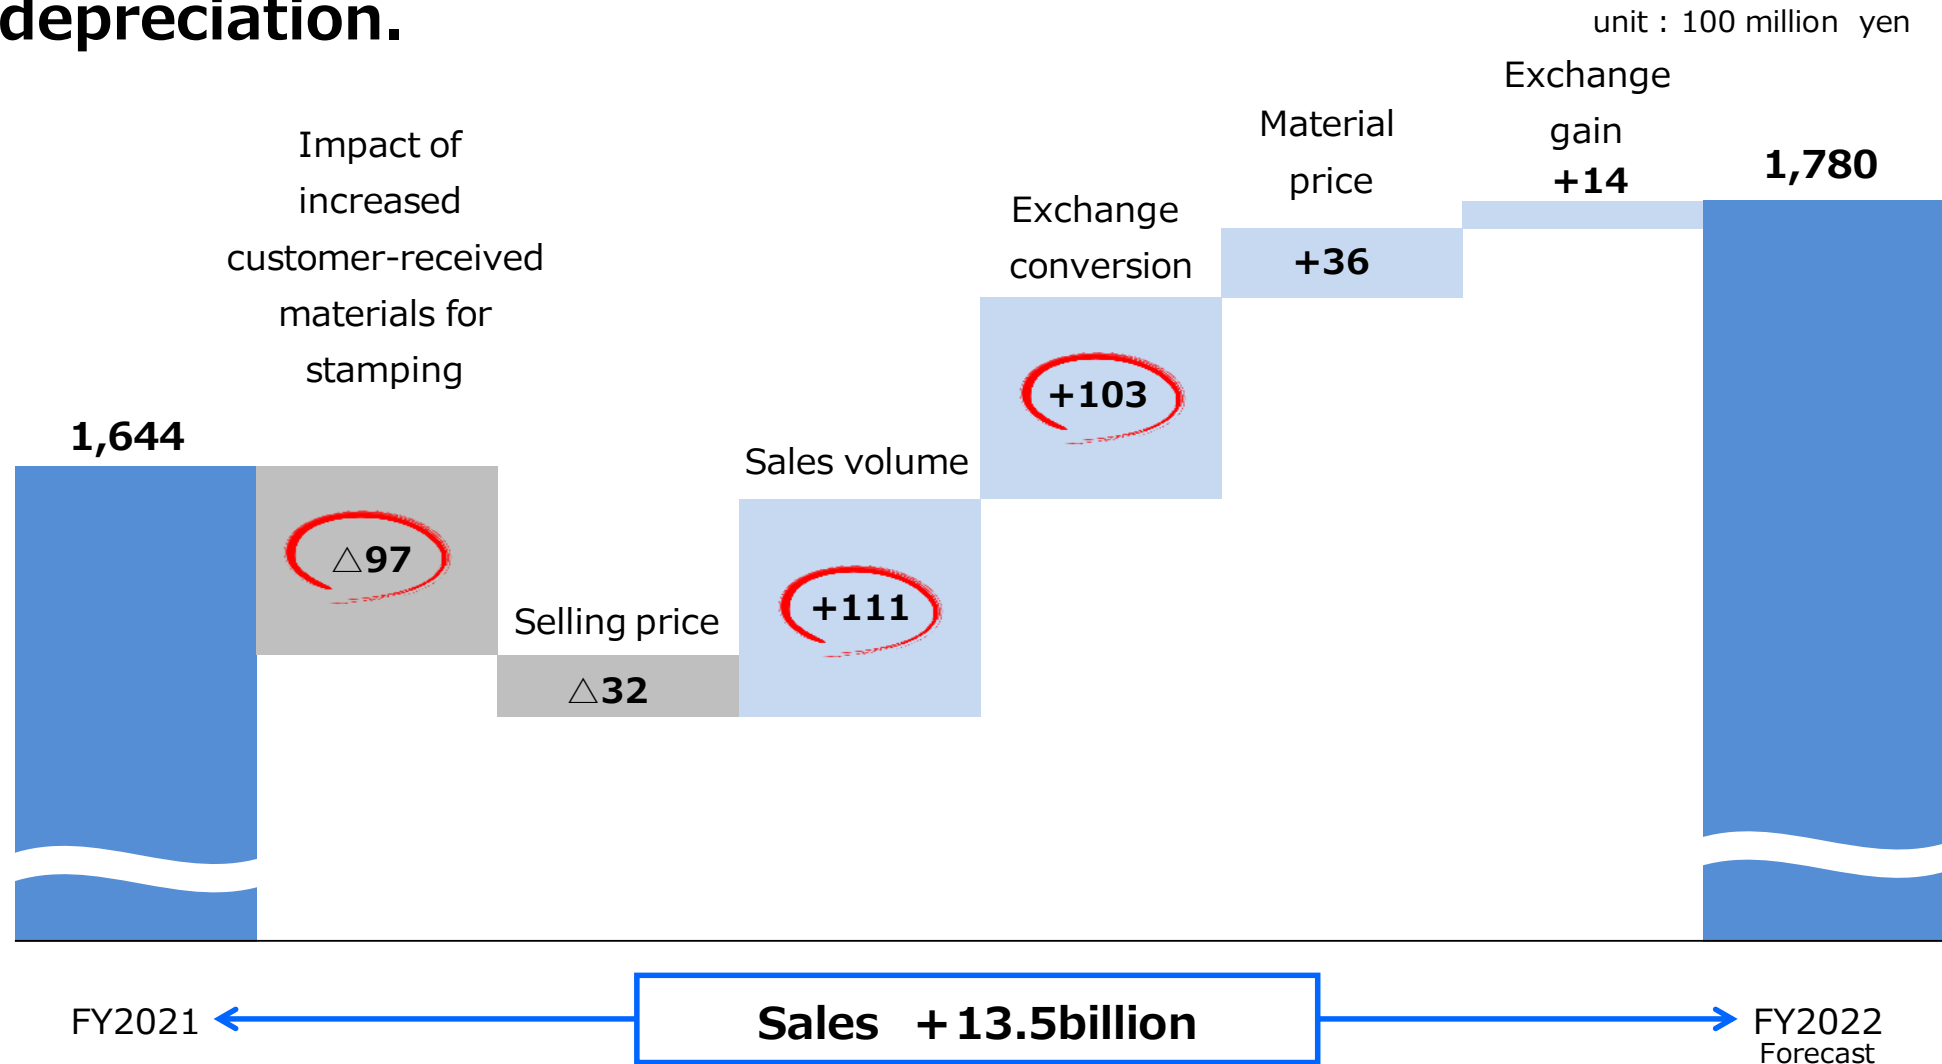 depreciation.
unit : 100 million yen
Impact of
increased
customer-received
materials for
stamping
Exchange
gain
+14
Material
price
+36
Exchange
conversion
+103
1,780
1,644
△97
Selling price
△32
Sales volume
+111
FY2021
Sales +13.5billion
FY2022
Forecast